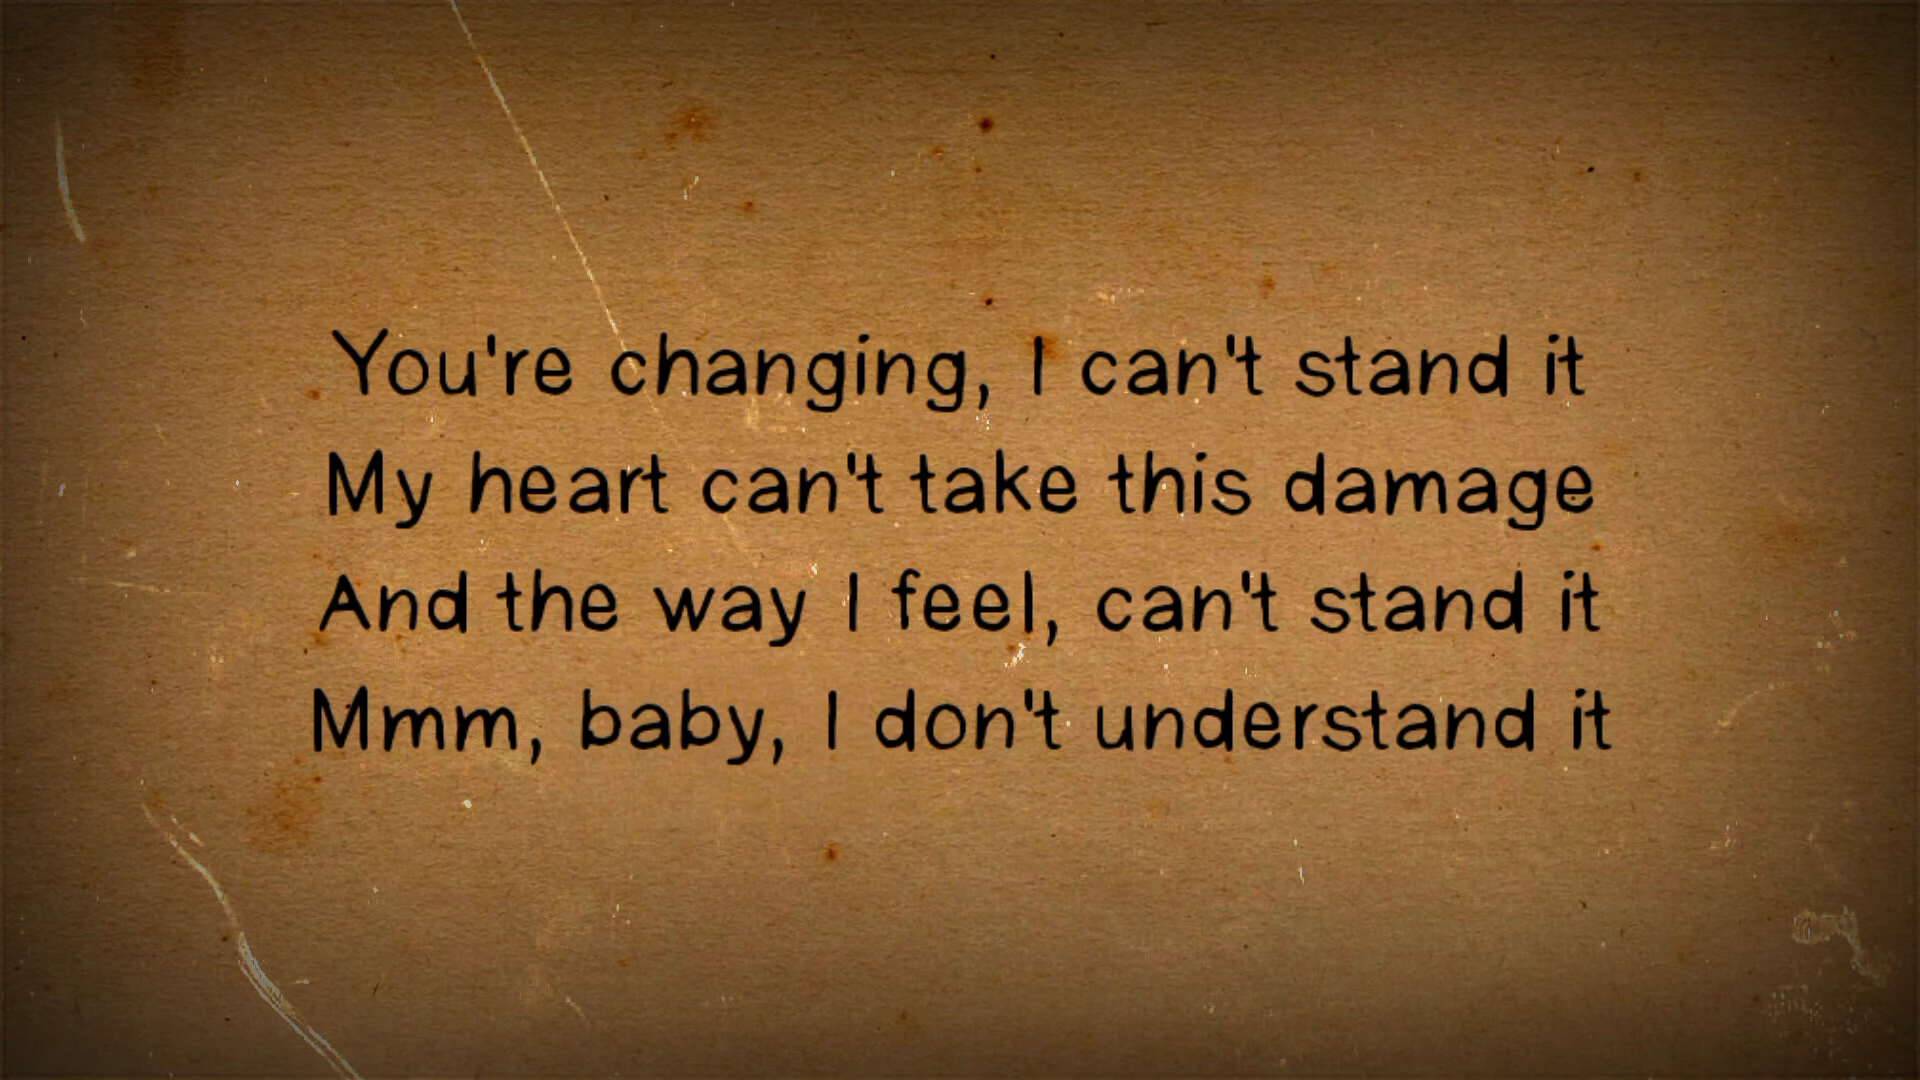 You're changing, I can't stand it
My heart can't take this damage
And the way I feel, can't stand it
Mmm, baby, I don't understand it